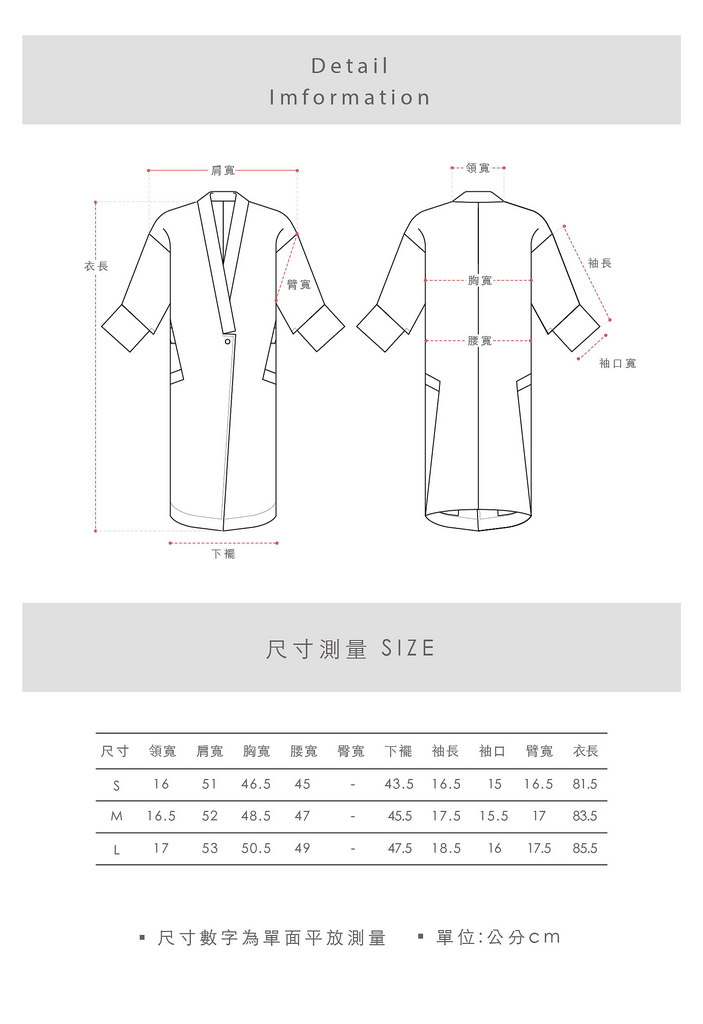 Detail
Imformation
肩寬
領寬
衣長
袖長
臂寬
胸寬
腰寬
袖口寬
下襬
尺寸測量 SIZE
尺寸 領寬 肩寬 胸寬 腰寬 臀寬 下襬 袖長 袖口 臂寬 衣長
S 16 51 46.5 45 - 43.5 16.5 15 16.5 81.5
M 16.5 52 48.5 47 - 45.5 17.5 15.5 17 83.5
L 17 53 50.5 49 - 47.5 18.5 16 17.5 85.5
▪ 尺寸數字為單面平放測量 ▪ 單位:公分cm